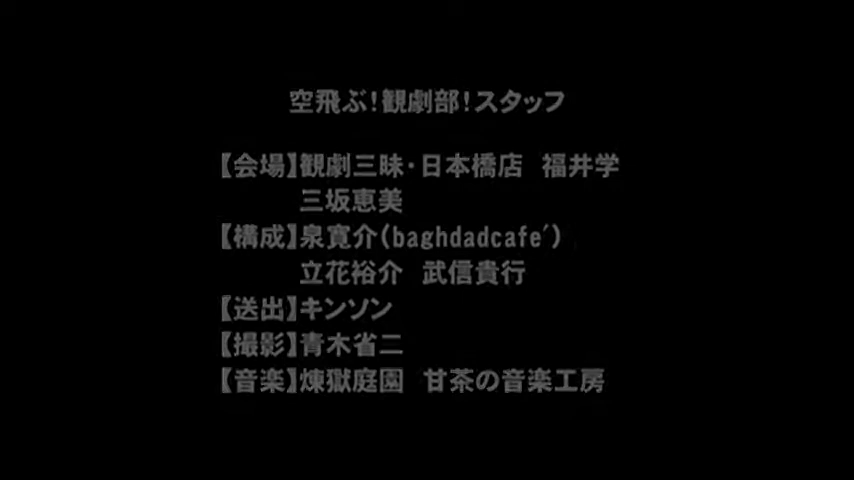 空飛ぶ!観劇部!スタッフ
【会場】観劇三昧・日本橋店 福井学
三坂恵美
【構成】泉寛介(baghdadcafe')
立花裕介 武信貴行
【送出】キンソン
【撮影】青木省二
【音楽】煉獄庭園 甘茶の音楽工房